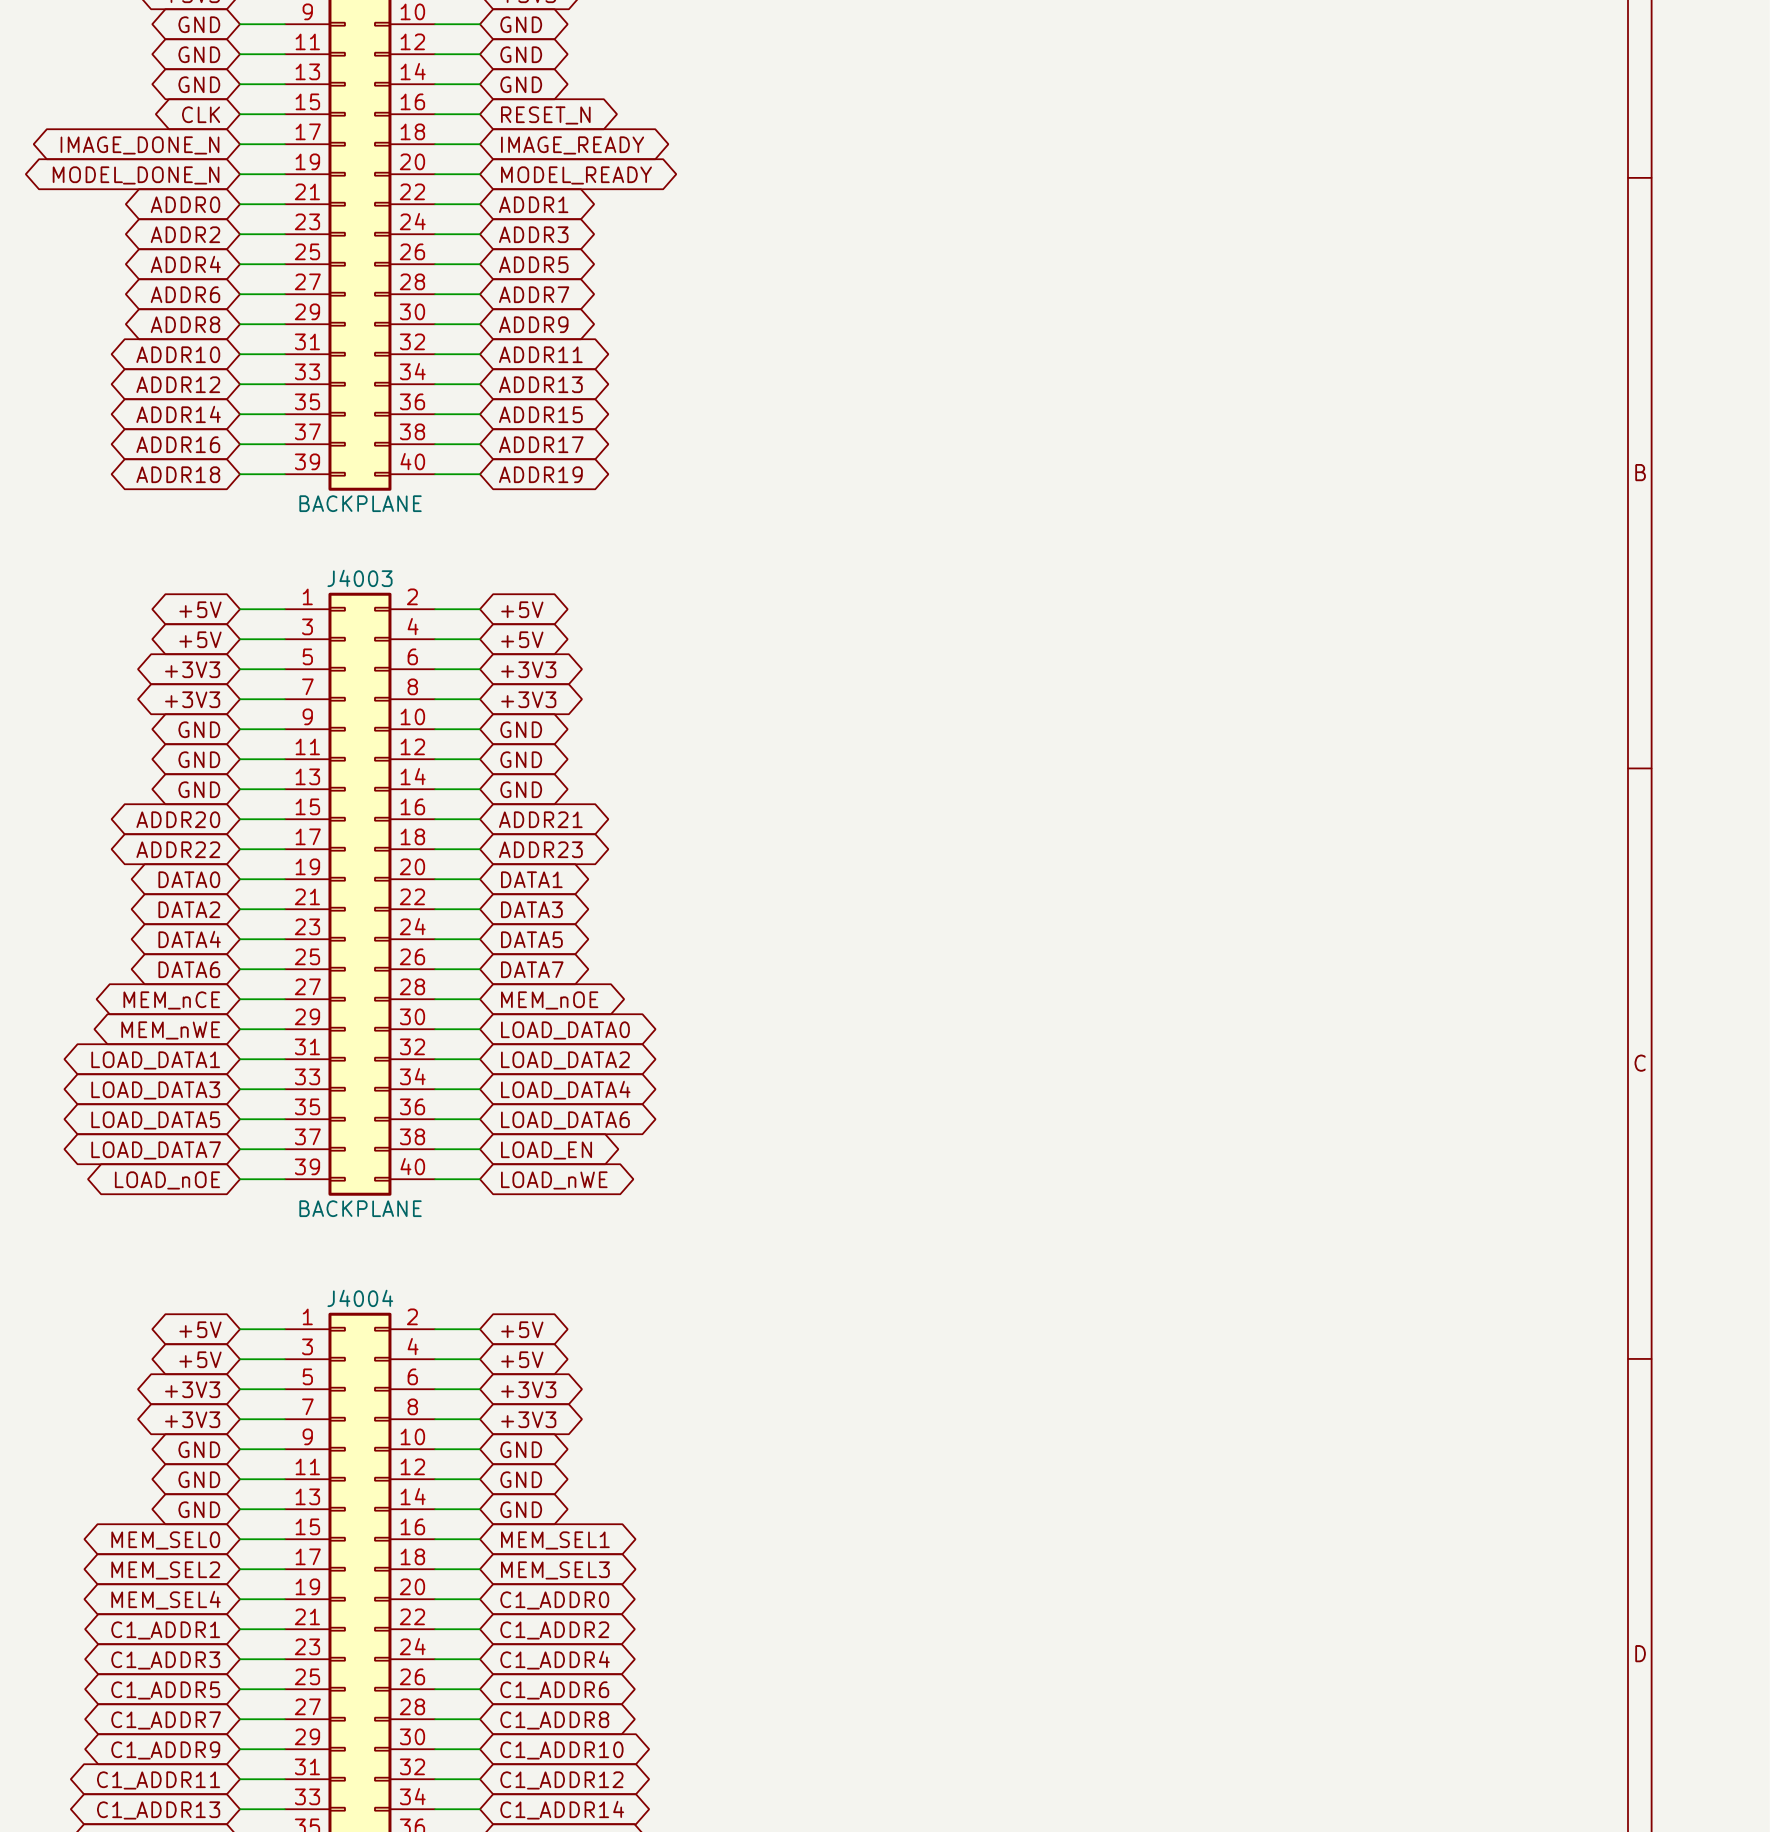 9 10
GND GND
11 12
GND GND
13 14
GND GND
15 16
CLK RESET_N
17 18
IMAGE_DONE_N IMAGE_READY
19 20
MODEL_DONE_N MODEL_READY
21 22
ADDR0 ADDR1
23 24
ADDR2 ADDR3
25 26
ADDR4 ADDR5
27 28
ADDR6 ADDR7
29 30
ADDR8 ADDR9
31 32
ADDR10 ADDR11
33 34
ADDR12 ADDR13
35 36
ADDR14 ADDR15
37 38
ADDR16 ADDR17
39 40
ADDR18 ADDR19
B
BACKPLANE
J4003
1 2
+5V +5V
3 4
+5V +5V
5 6
+3V3 +3V3
7 8
+3V3 +3V3
9 10
GND GND
11 12
GND GND
13 14
GND GND
15 16
ADDR20 ADDR21
17 18
ADDR22 ADDR23
19 20
DATA0 DATA1
21 22
DATA2 DATA3
23 24
DATA4 DATA5
25 26
DATA6 DATA7
27 28
MEM_nCE MEM_nOE
29 30
MEM_nWE LOAD_DATA0
31 32
LOAD_DATA1 LOAD_DATA2
C
33 34
LOAD_DATA3 LOAD_DATA4
35 36
LOAD_DATA5 LOAD_DATA6
37 38
LOAD_DATA7 LOAD_EN
39 40
LOAD_nOE LOAD_nWE
BACKPLANE
J4004
1 2
+5V +5V
3 4
+5V +5V
5 6
+3V3 +3V3
7 8
+3V3 +3V3
9 10
GND GND
11 12
GND GND
13 14
GND GND
15 16
MEM_SEL0 MEM_SEL1
17 18
MEM_SEL2 MEM_SEL3
19 20
MEM_SEL4 C1_ADDR0
21 22
C1_ADDR1 C1_ADDR2
23 24
C1_ADDR3 C1_ADDR4
D
25 26
C1_ADDR5 C1_ADDR6
27 28
C1_ADDR7 C1_ADDR8
29 30
C1_ADDR9 C1_ADDR10
31 32
C1_ADDR11 C1_ADDR12
33 34
C1_ADDR13 C1_ADDR14
35 36